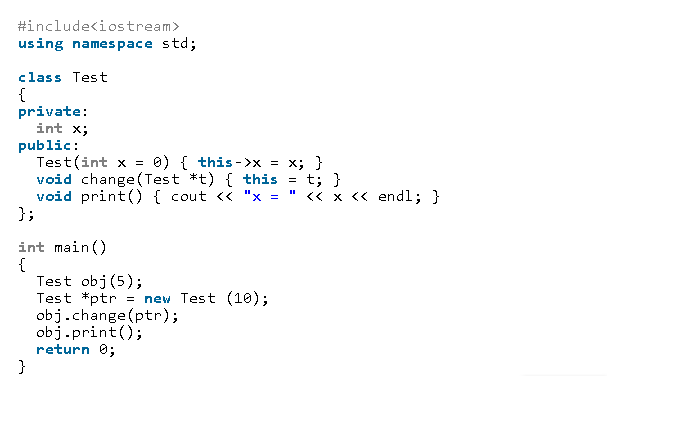 #include<iostream>
using namespace std;

class Test
{
private:
  int x;
public:
  Test(int x = 0) { this->x = x; }
  void change(Test *t) { this = t; }
  void print() { cout << "x = " << x << endl; }
};

int main()
{
  Test obj(5);
  Test *ptr = new Test (10);
  obj.change(ptr);
  obj.print();
  return 0;
}